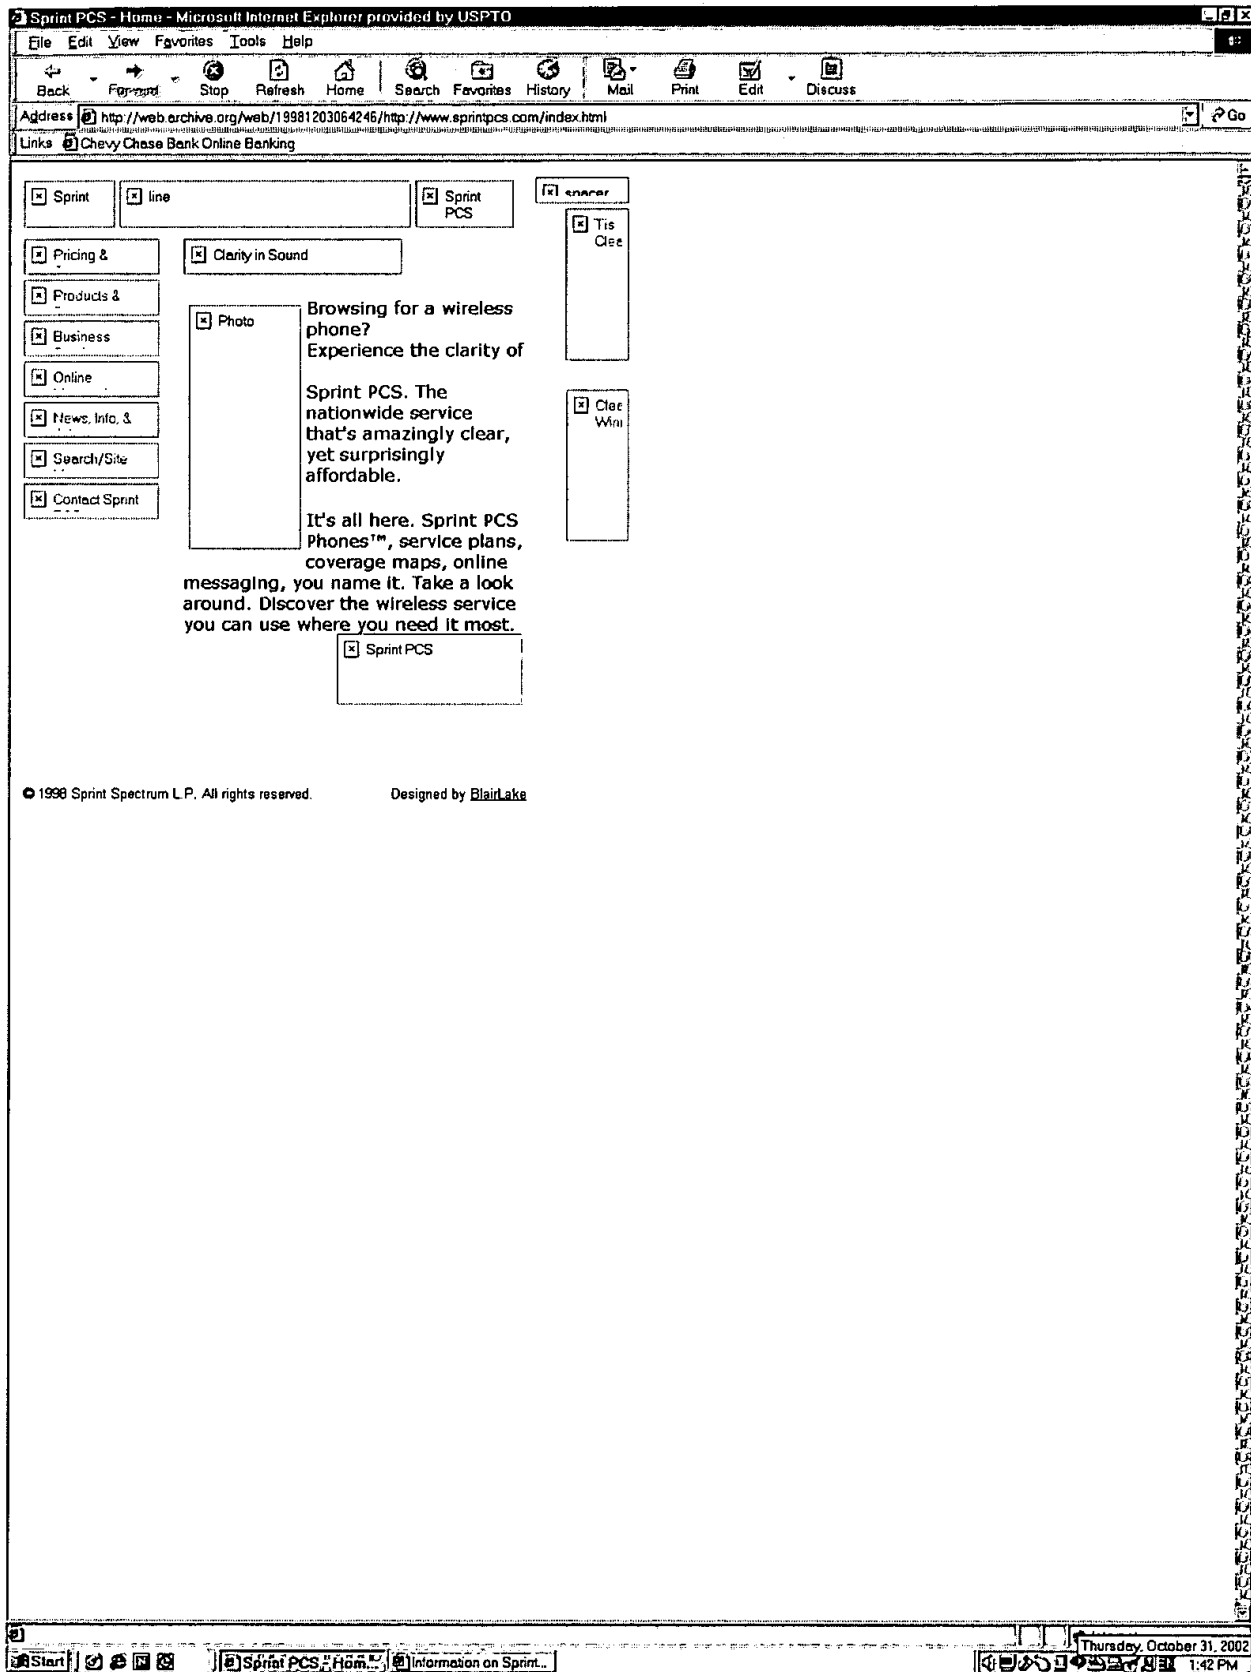 Sprint PCS - Home - Microsoft Internet Explorer provided by USPTO
File Edit View Favorites Tools Help
Back Forward Stop Refresh Home Search Favorites History Mail Print Edit Discuss
Address http://web.archive.org/web/19981203064246/http://www.sprintpcs.com/index.html Go
Links Chevy Chase Bank Online Banking
Sprint line Sprint PCS spacer
Tis
Clea
Pricing &
Clarity in Sound
Products &
Business
Online
News, Info, &
Search/Site
Contact Sprint
Photo
Browsing for a wireless
phone?
Experience the clarity of
Sprint PCS. The
nationwide service
that's amazingly clear,
yet surprisingly
affordable.
Clea
It's all here. Sprint PCS
Phones™, service plans,
coverage maps, online
messaging, you name it. Take a look
around. Discover the wireless service
you can use where you need it most.
Sprint PCS
© 1998 Sprint Spectrum L.P. All rights reserved. Designed by BlairLake
Thursday, October 31, 2002
Start Sprint PCS - Hom... Information on Sprint... 1:42 PM